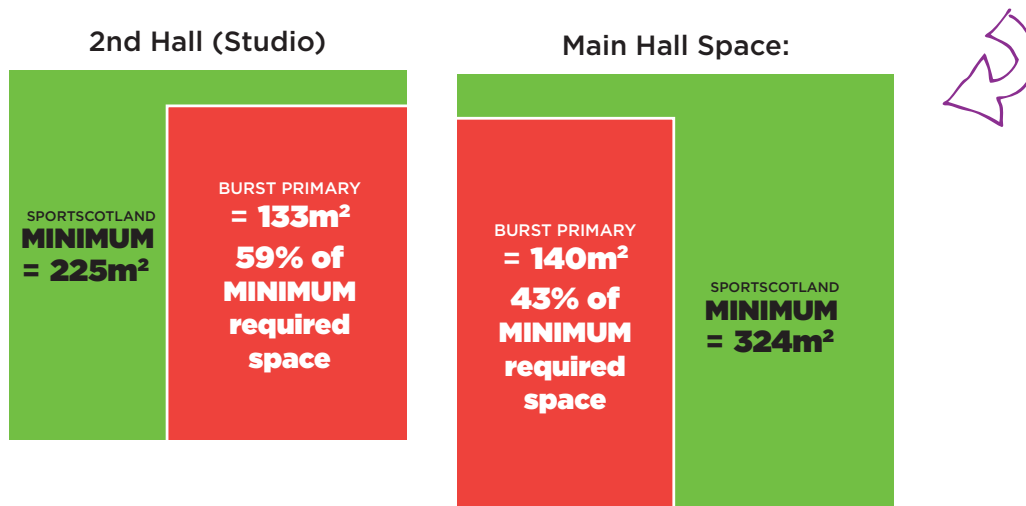 2nd Hall (Studio)
SPORTSCOTLAND
MINIMUM
= 225m²
BURST PRIMARY
= 133m²
59% of
MINIMUM
required
space
Main Hall Space:
BURST PRIMARY
= 140m²
43% of
MINIMUM
required
space
SPORTSCOTLAND
MINIMUM
= 324m²